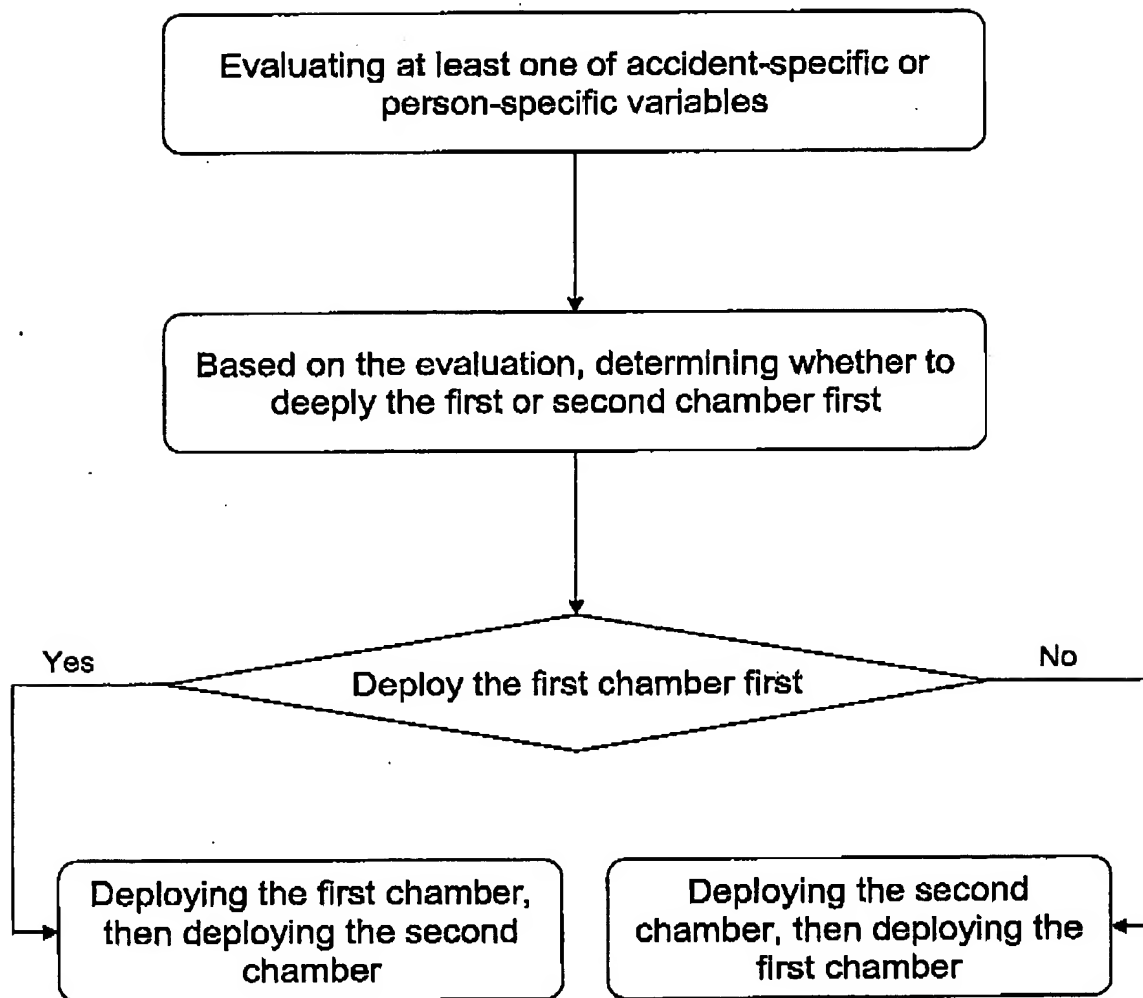 Evaluating at least one of accident-specific or
person-specific variables
Based on the evaluation, determining whether to
deeply the first or second chamber first
Yes
Deploy the first chamber first
No
Deploying the first chamber,
then deploying the second
chamber
Deploying the second
chamber, then deploying the
first chamber